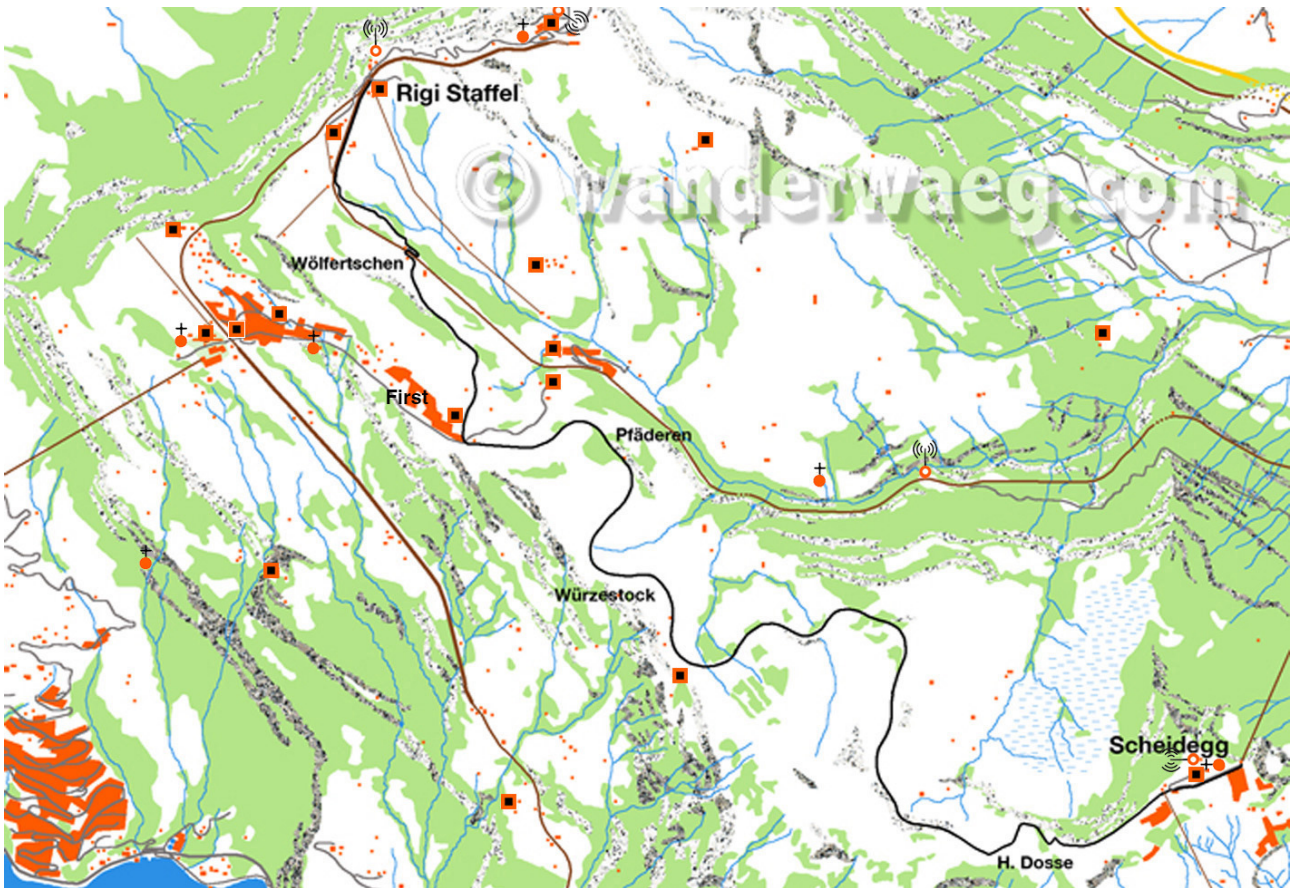 Rigi Staffel
© wanderwaeg.com
Wölfertschen
First
Pfäderen
Würzestock
Scheidegg
H. Dosse